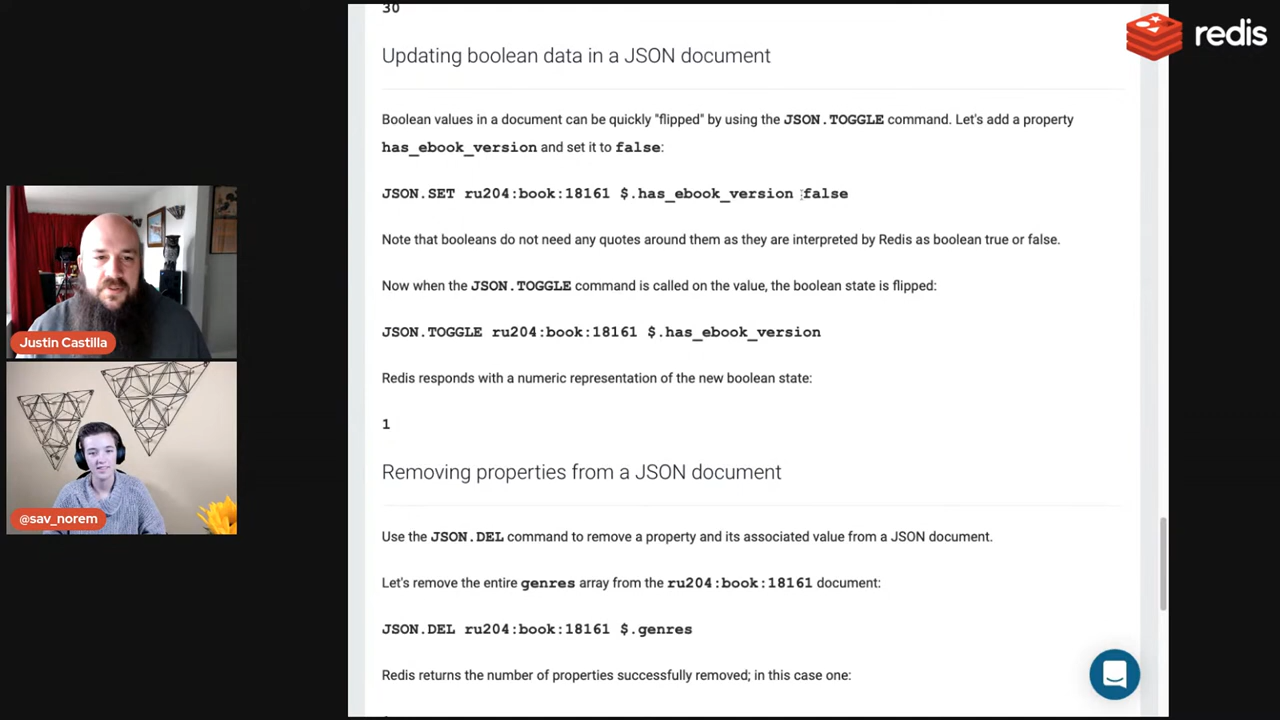 30
redis
Updating boolean data in a JSON document
Boolean values in a document can be quickly "flipped" by using the JSON.TOGGLE command. Let's add a property
has_ebook_version and set it to false:
JSON.SET ru204:book:18161 $.has_ebook_version false
Note that booleans do not need any quotes around them as they are interpreted by Redis as boolean true or false.
Now when the JSON.TOGGLE command is called on the value, the boolean state is flipped:
JSON.TOGGLE ru204:book:18161 $.has_ebook_version
Justin Castilla
Redis responds with a numeric representation of the new boolean state:
1
Removing properties from a JSON document
@sav_norem
Use the JSON.DEL command to remove a property and its associated value from a JSON document.
Let's remove the entire genres array from the ru204:book:18161 document:
JSON.DEL ru204:book:18161 $.genres
Redis returns the number of properties successfully removed; in this case one: